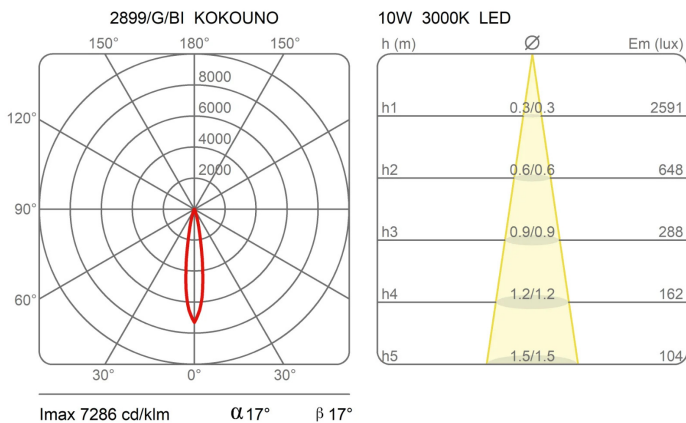 2899/G/BI KOKOUNO
150° 180° 150°
8000
6000
120°
4000
2000
90°
60°
30° 0° 30°
Imax 7286 cd/klm α 17° β 17°
10W 3000K LED
h (m) Ø Em (lux)
h1 0.3/0.3 2591
h2 0.6/0.6 648
h3 0.9/0.9 288
h4 1.2/1.2 162
h5 1.5/1.5 104